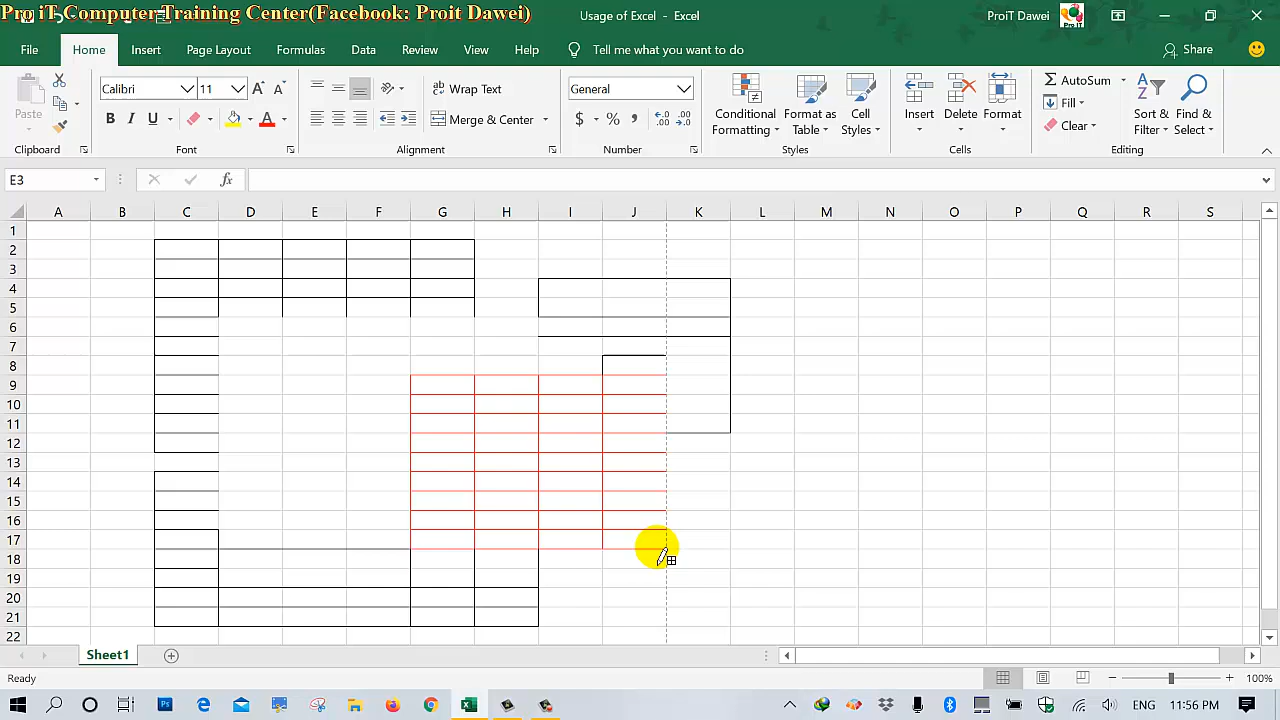 Pro iT Computer Training Center(Facebook: Proit Dawei)
Usage of Excel - Excel
ProiT Dawei
File Home Insert Page Layout Formulas Data Review View Help Tell me what you want to do Share
Paste
Clipboard
Calibri 11
B I U A
Font
Wrap Text
Merge & Center
Alignment
General
$ % ,
Number
Conditional Formatting
Format as Table
Cell Styles
Styles
Insert Delete Format
Cells
AutoSum
Fill
Clear
Sort & Filter
Find & Select
Editing
E3 fx
A B C D E F G H I J K L M N O P Q R S
1
2
3
4
5
6
7
8
9
10
11
12
13
14
15
16
17
18
19
20
21
22
Sheet1
Ready 100%
ENG 11:56 PM